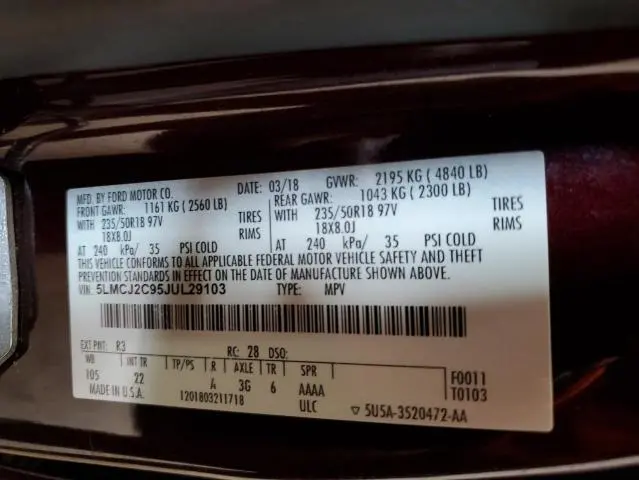 MFD. BY FORD MOTOR CO.
DATE: 03/18 GVWR: 2195 KG ( 4840 LB)
FRONT GAWR: 1161 KG (2560 LB) REAR GAWR: 1043 KG ( 2300 LB)
WITH 235/50R18 97V TIRES WITH 235/50R18 97V TIRES
18X8.0J RIMS 18X8.0J RIMS
AT 240 kPa/ 35 PSI COLD AT 240 kPa/ 35 PSI COLD
THIS VEHICLE CONFORMS TO ALL APPLICABLE FEDERAL MOTOR VEHICLE SAFETY AND THEFT
PREVENTION STANDARDS IN EFFECT ON THE DATE OF MANUFACTURE SHOWN ABOVE.
VIN: 5LMCJ2C95JUL29103 TYPE: MPV
EXT PNT: R3 RC: 28 DSO:
WB INT TR TP/PS R AXLE TR SPR
105 22 A 3G 6 AAAA
F0011
T0103
MADE IN U.S.A. 1201803211718 ULC
▽ 5U5A-3520472-AA